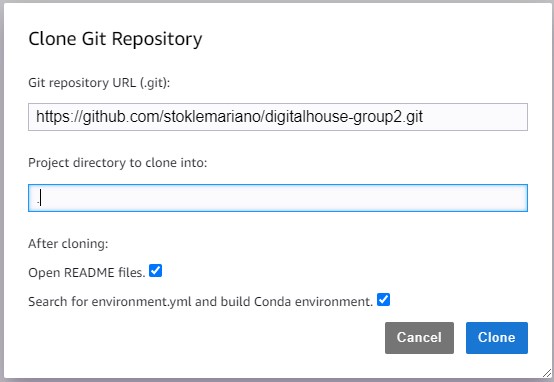 Clone Git Repository
Git repository URL (.git):
https://github.com/stoklemariano/digitalhouse-group2.git
Project directory to clone into:
.
After cloning:
Open README files.
Search for environment.yml and build Conda environment.
Cancel Clone